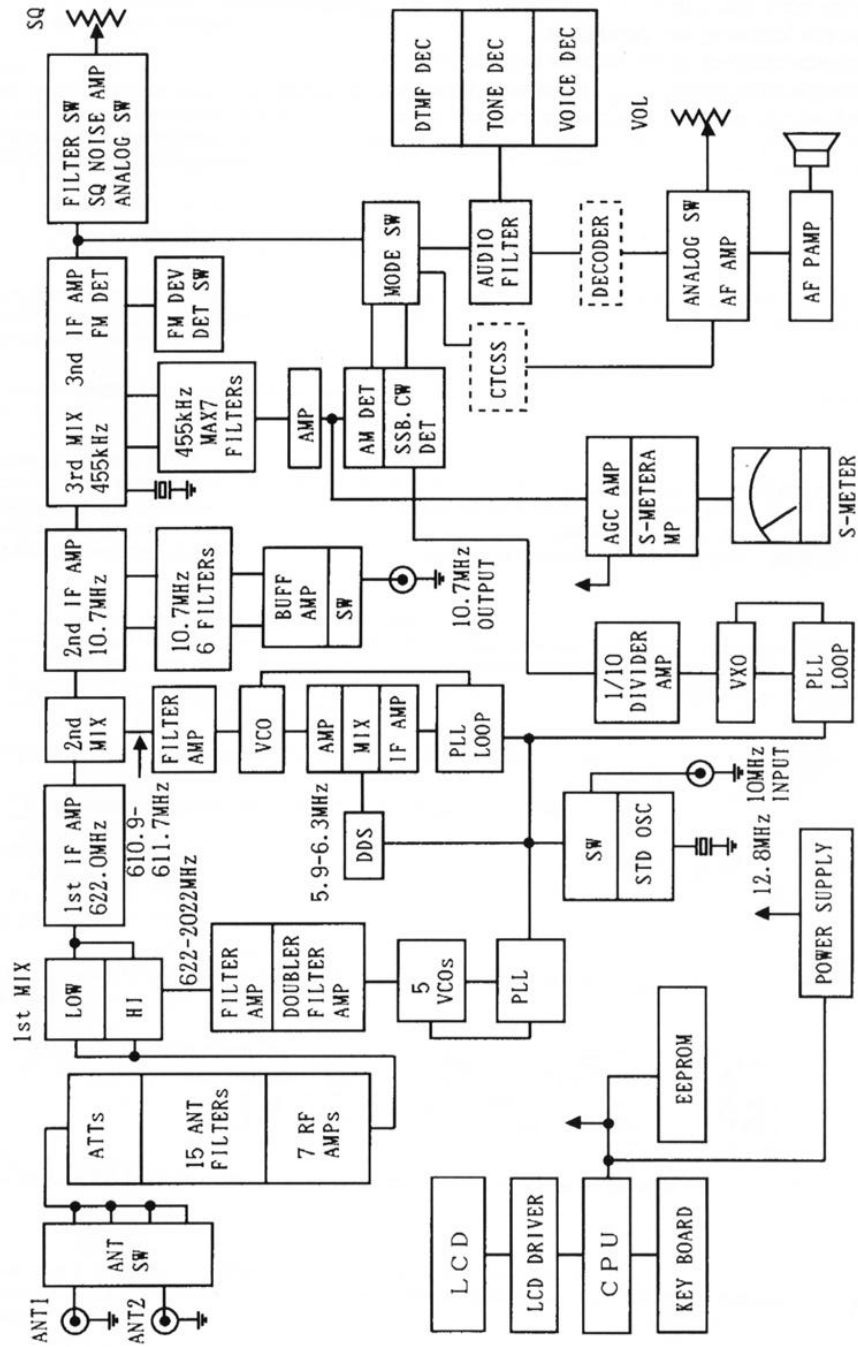 ANT1
ANT2
ANT
SW
ATTs
15 ANT
FILTERs
7 RF
AMPs
1st MIX
LOW
HI
622-2022MHz
FILTER
AMP
DOUBLER
FILTER
AMP
5
VCOs
PLL
1st IF AMP
622.0MHz
610.9-
611.7MHz
2nd
MIX
FILTER
AMP
VCO
AMP
MIX
IF AMP
PLL
LOOP
5.9-6.3MHz
DDS
SW
STD OSC
12.8MHz
10MHz
INPUT
2nd IF AMP
10.7MHz
10.7MHz
6 FILTERs
BUFF
AMP
SW
10.7MHz
OUTPUT
3rd MIX
455kHz
3nd IF AMP
FM DET
455kHz
MAX7
FILTERs
FM DEV
DET SW
AMP
AM DET
SSB.CW
DET
FILTER SW
SQ NOISE AMP
ANALOG SW
SQ
MODE SW
CTCSS
AUDIO
FILTER
DTMF DEC
TONE DEC
VOICE DEC
DECODER
ANALOG SW
AF AMP
VOL
AF PAMP
AGC AMP
S-METERA
MP
S-METER
1/10
DIVIDER
AMP
VXO
PLL
LOOP
LCD
LCD DRIVER
CPU
KEY BOARD
EEPROM
POWER SUPPLY